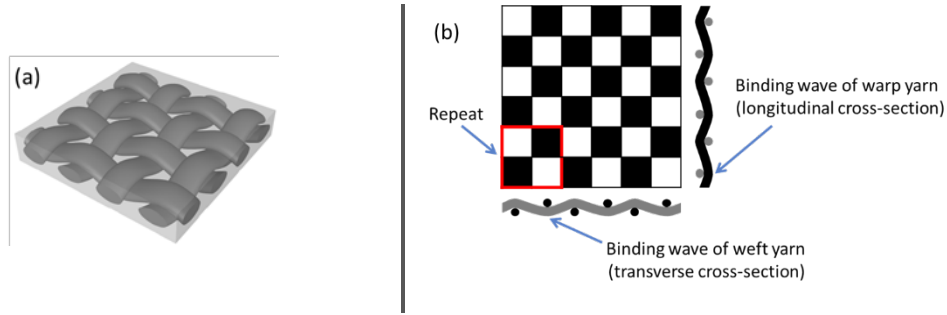 (a)
(b)
Repeat
Binding wave of warp yarn
(longitudinal cross-section)
Binding wave of weft yarn
(transverse cross-section)